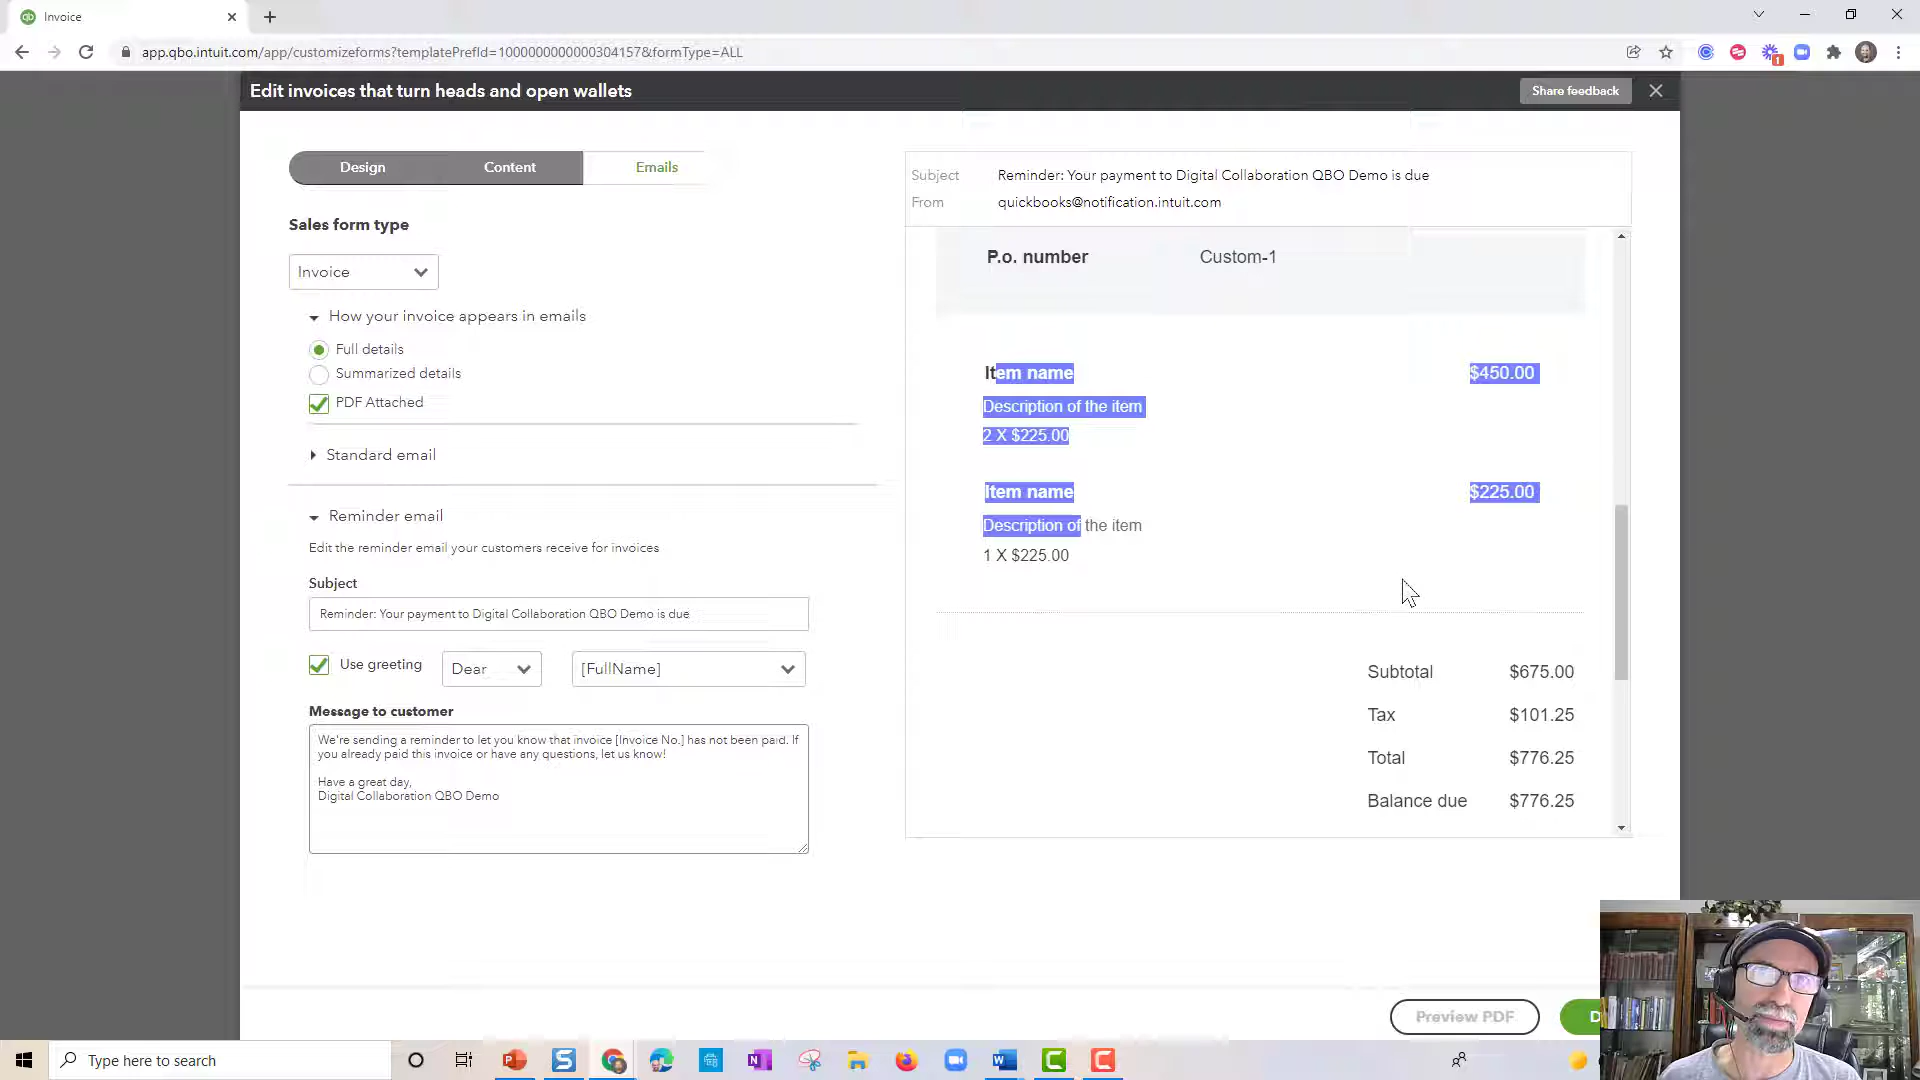 Invoice
app.qbo.intuit.com/app/customizeforms?templatePrefId=1000000000000304157&formType=ALL
1
Edit invoices that turn heads and open wallets
Share feedback
Design
Content
Emails
Sales form type
Invoice
How your invoice appears in emails
Full details
Summarized details
PDF Attached
Standard email
Reminder email
Edit the reminder email your customers receive for invoices
Subject
Reminder: Your payment to Digital Collaboration QBO Demo is due
Use greeting
Dear
[FullName]
Message to customer
We're sending a reminder to let you know that invoice [Invoice No.] has not been paid. If
you already paid this invoice or have any questions, let us know!
Have a great day,
Digital Collaboration QBO Demo
Subject Reminder: Your payment to Digital Collaboration QBO Demo is due
From quickbooks@notification.intuit.com
P.o. number Custom-1
Item name $450.00
Description of the item
2 X $225.00
Item name $225.00
Description of the item
1 X $225.00
Subtotal $675.00
Tax $101.25
Total $776.25
Balance due $776.25
Preview PDF
D
Type here to search